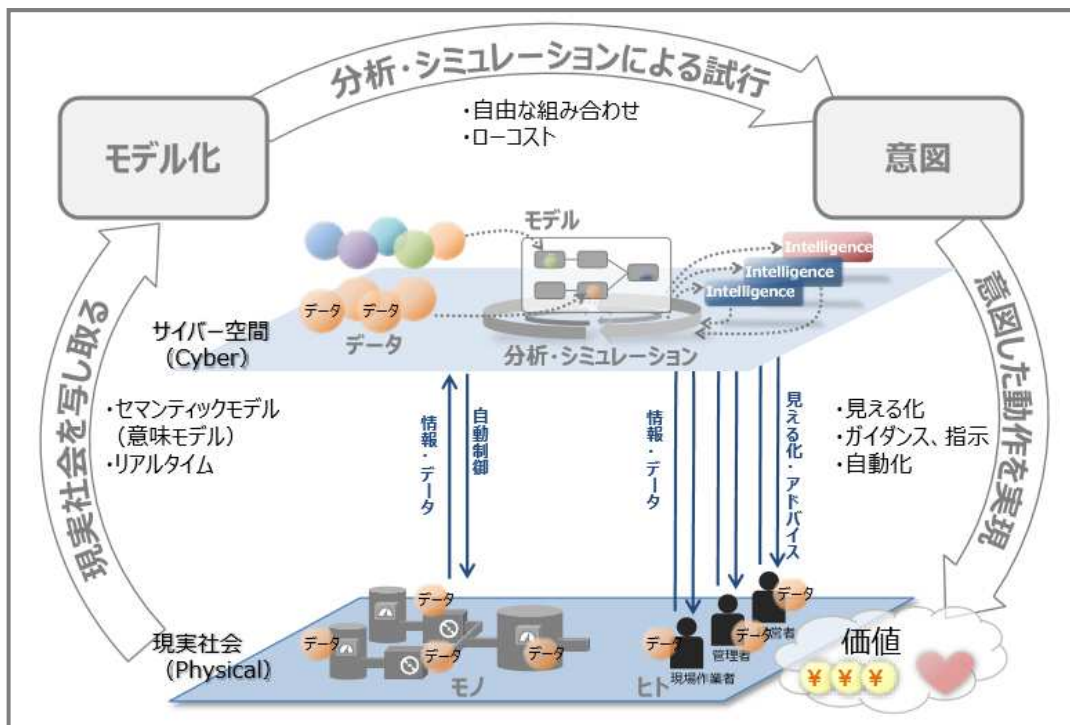 分析・シミュレーションによる試行
モデル化
・自由な組み合わせ
・ローコスト
意図
モデル
Intelligence
Intelligence
Intelligence
データ
データ
サイバー空間
(Cyber)
データ
分析・シミュレーション
現実社会を写し取る
・セマンティックモデル
(意味モデル)
・リアルタイム
情報・データ
自動制御
情報・データ
見える化・アドバイス
・見える化
・ガイダンス、指示
・自動化
意図した動作を実現
現実社会
(Physical)
データ
データ
データ
データ
モノ
データ
データ
データ
ヒト
現場作業者
管理者
営者
価値
¥ ¥ ¥